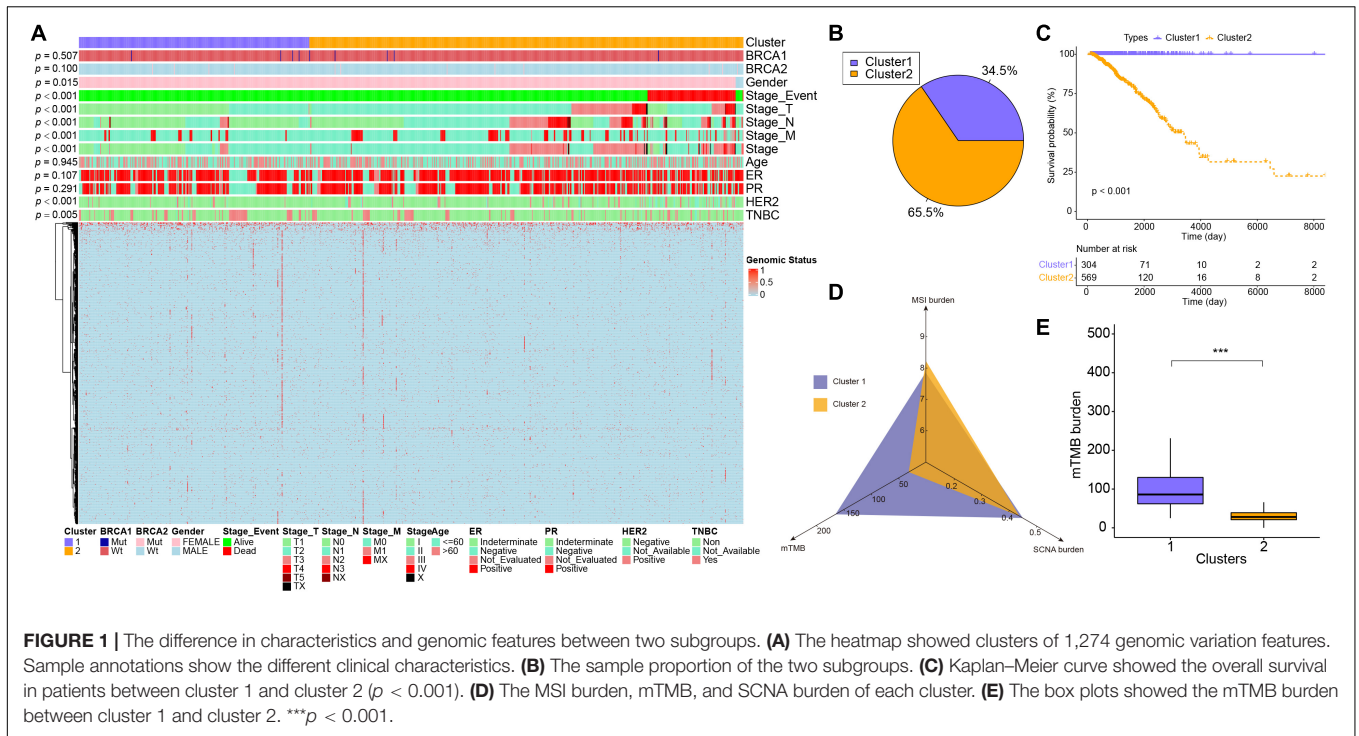 A
Cluster
p = 0.507 BRCA1
p = 0.100 BRCA2
p = 0.015 Gender
p < 0.001 Stage_Event
p < 0.001 Stage_T
p < 0.001 Stage_N
p < 0.001 Stage_M
p < 0.001 Stage
p = 0.945 Age
p = 0.107 ER
p = 0.291 PR
p < 0.001 HER2
p = 0.005 TNBC
Genomic Status
1
0.5
0
Cluster BRCA1 BRCA2 Gender Stage_Event Stage_T Stage_N Stage_M Stage Age ER PR HER2 TNBC
1 Mut Mut FEMALE Alive T1 N0 M0 I <=60 Indeterminate Indeterminate Negative Non
2 Wt Wt MALE Dead T2 N1 M1 II >60 Negative Negative Not_Available Not_Available
T3 N2 MX III Not_Evaluated Not_Evaluated Positive Yes
T4 N3 IV Positive Positive
T5 NX X
TX
B
Cluster1
Cluster2
34.5%
65.5%
C
Types Cluster1 Cluster2
Survival probability (%)
100
75
50
25
0
p < 0.001
0 2000 4000 6000 8000
Time (day)
Number at risk
Cluster1 304 71 10 2 2
Cluster2 569 120 16 8 2
0 2000 4000 6000 8000
Time (day)
D
MSI burden
9
8
7
6
Cluster 1
Cluster 2
50
100
150
200
mTMB
0.2
0.3
0.4
0.5
SCNA burden
E
mTMB burden
500
400
300
200
100
0
***
1 2
Clusters
FIGURE 1 | The difference in characteristics and genomic features between two subgroups. (A) The heatmap showed clusters of 1,274 genomic variation features.
Sample annotations show the different clinical characteristics. (B) The sample proportion of the two subgroups. (C) Kaplan–Meier curve showed the overall survival
in patients between cluster 1 and cluster 2 (p < 0.001). (D) The MSI burden, mTMB, and SCNA burden of each cluster. (E) The box plots showed the mTMB burden
between cluster 1 and cluster 2. ***p < 0.001.